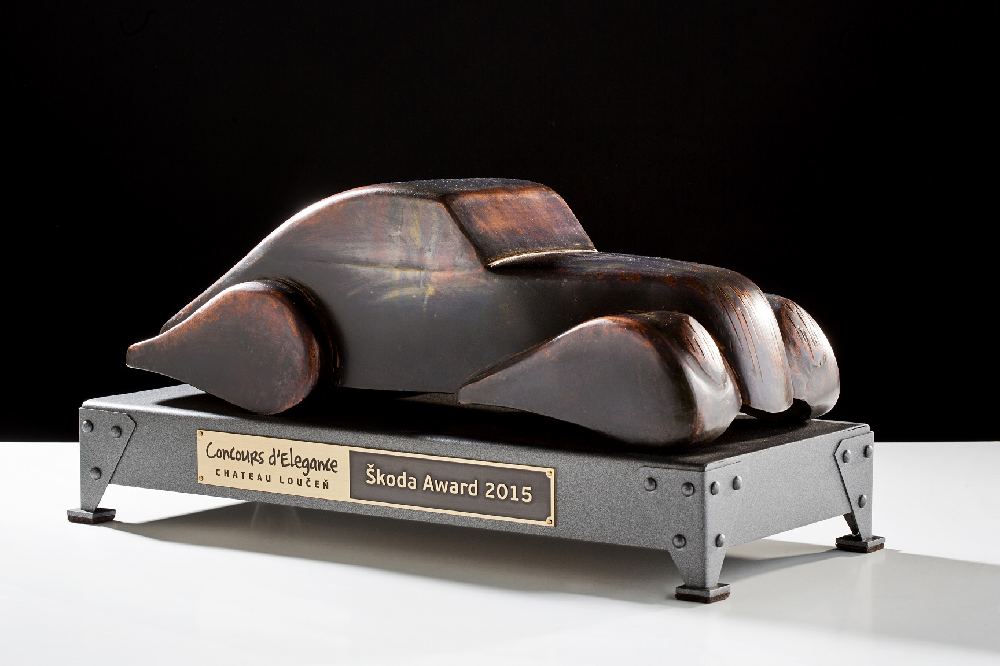 Concours d'Elegance
CHATEAU LOUČEŇ
Škoda Award 2015